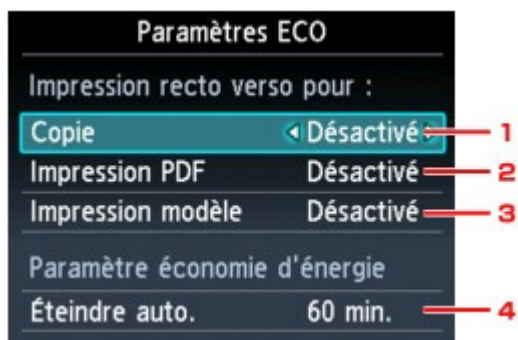 Paramètres ECO
Impression recto verso pour :
Copie Désactivé 1
Impression PDF Désactivé 2
Impression modèle Désactivé 3
Paramètre économie d'énergie
Éteindre auto. 60 min. 4